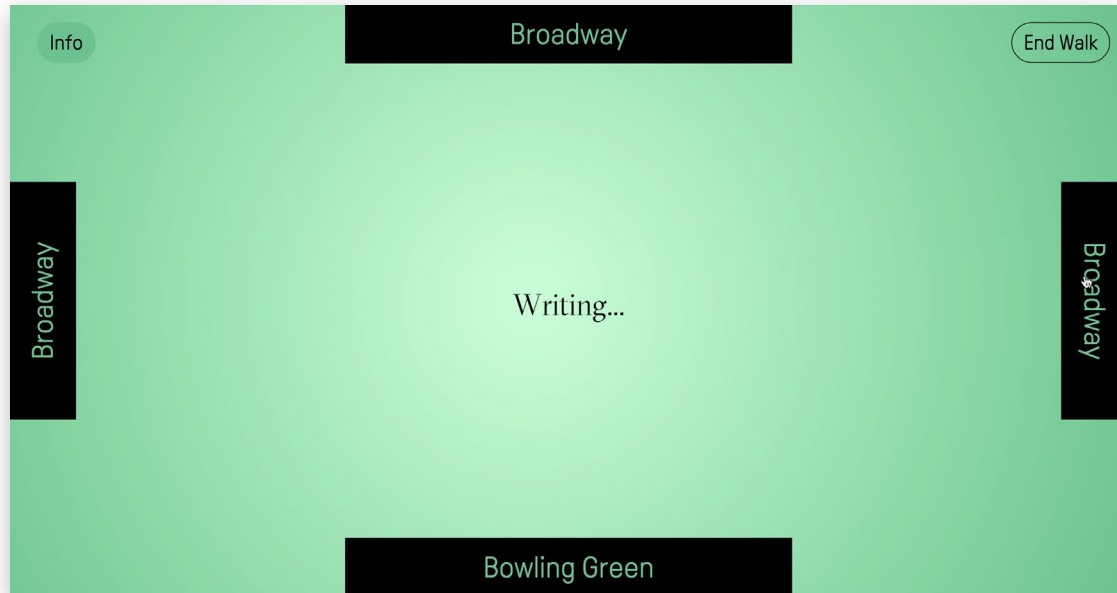 Broadway
Info
End Walk
Broadway
Broadway
Writing...
Bowling Green